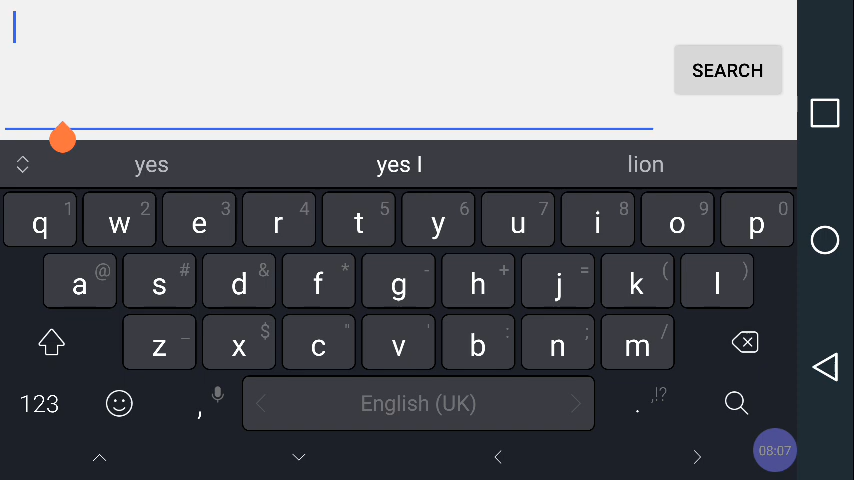 SEARCH
yes yes I lion
q 1 w 2 e 3 r 4 t 5 y 6 u 7 i 8 o 9 p 0
a @ s # d & f * g - h + j = k ( l )
z _ x $ c " v ' b : n ; m /
123 , English (UK) . ,!?
08:07